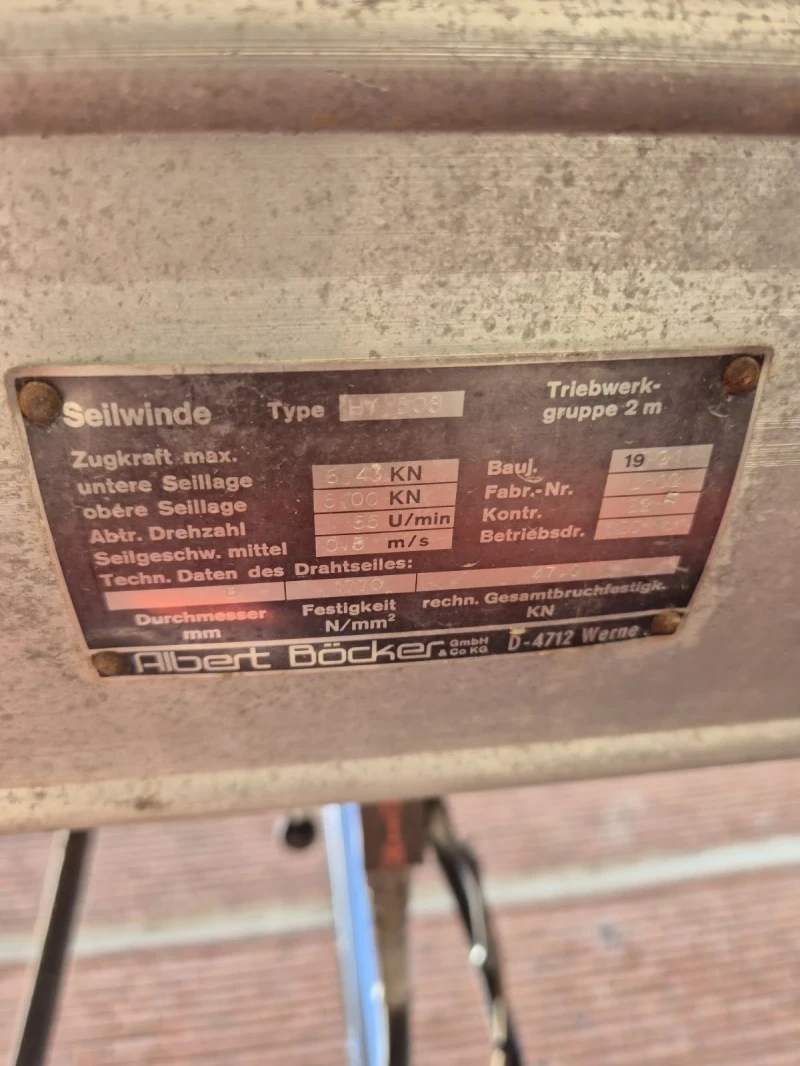 Seilwinde Type Triebwerk-
gruppe 2 m
Zugkraft max.
untere Seillage 6,43 KN Bauj. 19
obere Seillage KN Fabr.-Nr.
Abtr. Drehzahl U/min Kontr.
Seilgeschw. mittel m/s Betriebsdr.
Techn. Daten des Drahtseiles:
Durchmesser Festigkeit rechn. Gesamtbruchfestigk.
mm N/mm² KN
Albert Böcker GmbH & Co KG D-4712 Werne